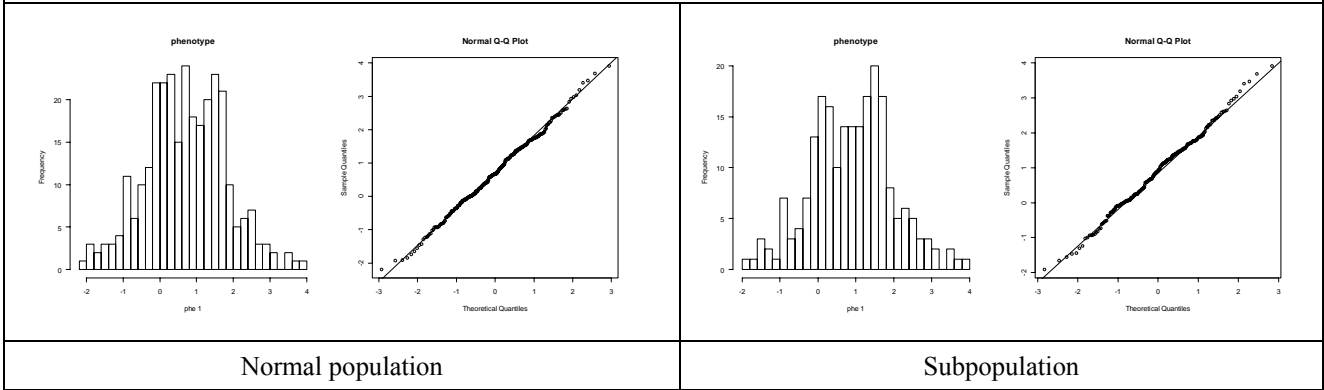 phenotype
Frequency
20
15
10
5
0
-2 -1 0 1 2 3 4
phe 1
Normal Q-Q Plot
Sample Quantiles
4
3
2
1
0
-1
-2
-3 -2 -1 0 1 2 3
Theoretical Quantiles
phenotype
Frequency
20
15
10
5
0
-2 -1 0 1 2 3 4
phe 1
Normal Q-Q Plot
Sample Quantiles
4
3
2
1
0
-1
-2
-3 -2 -1 0 1 2 3
Theoretical Quantiles
Normal population
Subpopulation